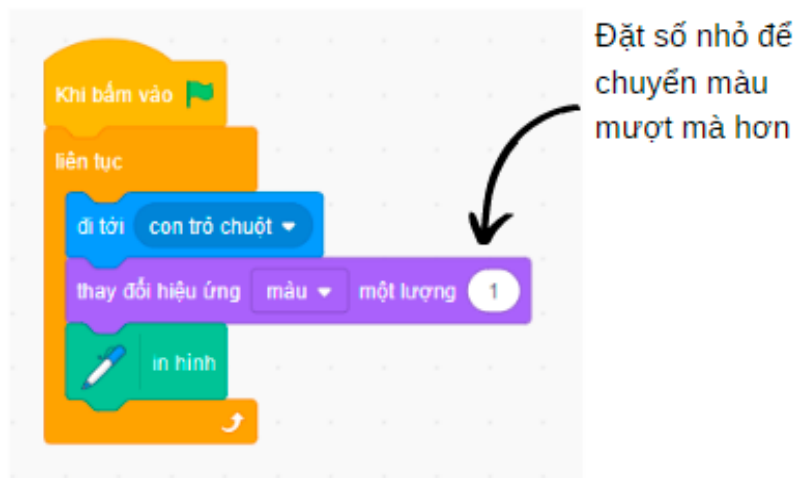 Đặt số nhỏ để
chuyển màu
mượt mà hơn
Khi bấm vào
liên tục
đi tới con trỏ chuột
thay đổi hiệu ứng màu một lượng 1
in hình